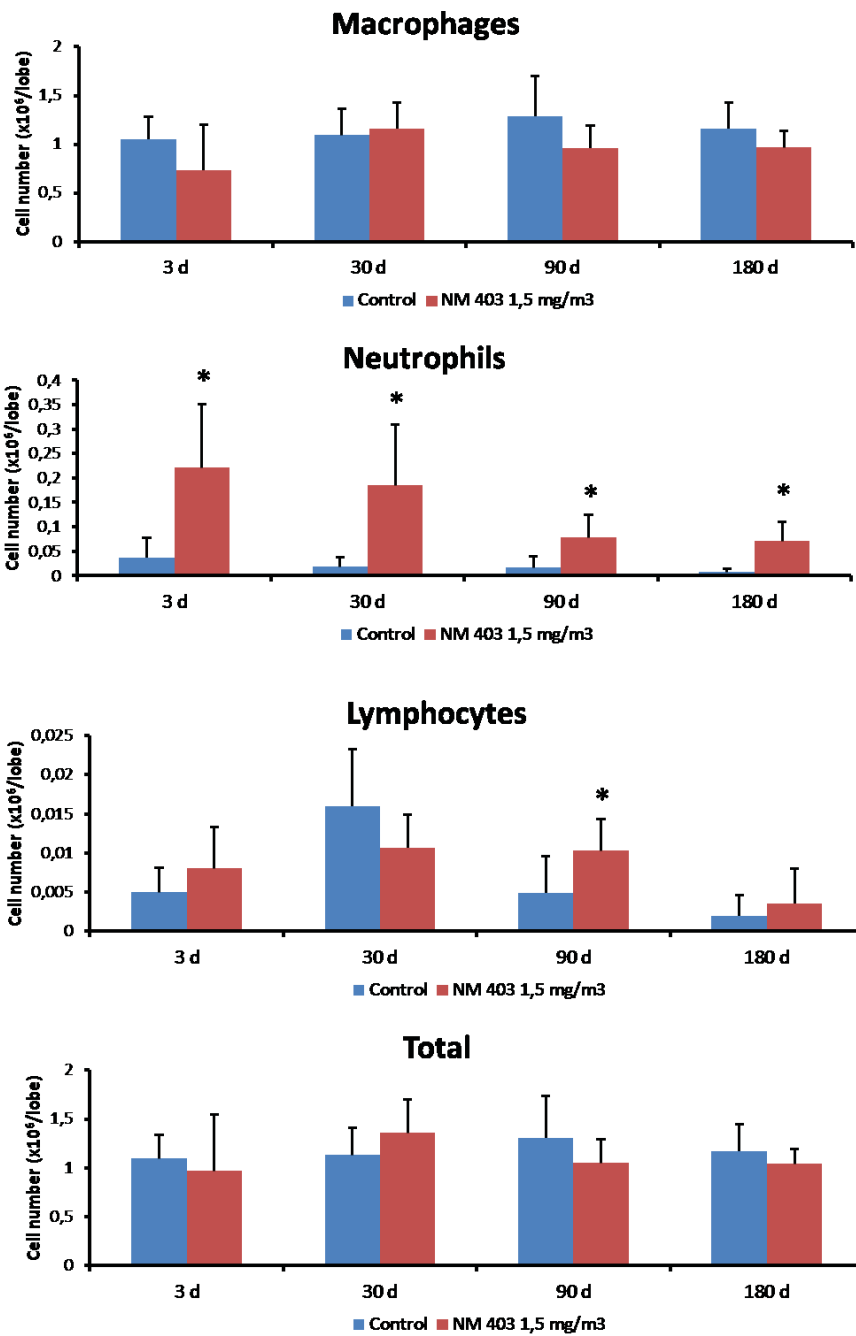 Macrophages
Cell number (x10⁶/lobe)
2
1,5
1
0,5
0
3 d 30 d 90 d 180 d
Control NM 403 1,5 mg/m3
Neutrophils
Cell number (x10⁶/lobe)
0,4
0,35
0,3
0,25
0,2
0,15
0,1
0,05
0
* * * *
3 d 30 d 90 d 180 d
Control NM 403 1,5 mg/m3
Lymphocytes
Cell number (x10⁶/lobe)
0,025
0,02
0,015
0,01
0,005
0
*
3 d 30 d 90 d 180 d
Control NM 403 1,5 mg/m3
Total
Cell number (x10⁶/lobe)
2
1,5
1
0,5
0
3 d 30 d 90 d 180 d
Control NM 403 1,5 mg/m3